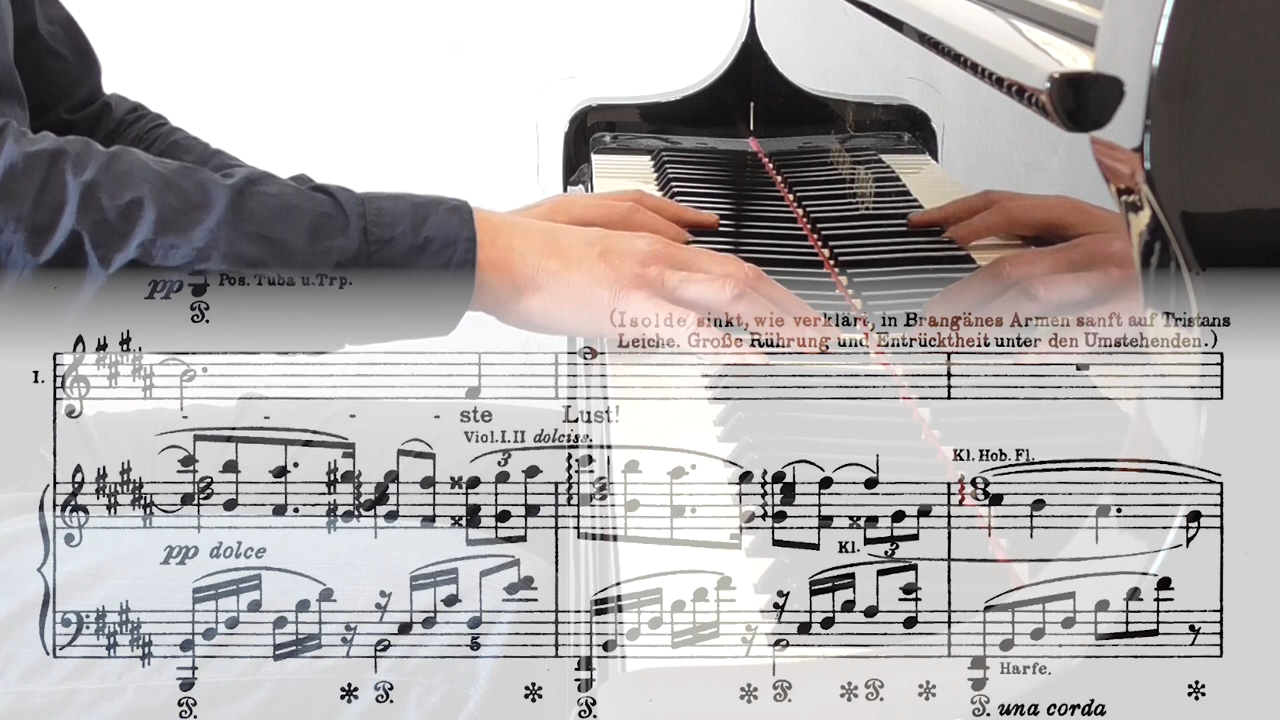 pp Pos. Tuba u. Trp.
P.
(Isolde sinkt, wie verklärt, in Brangänes Armen sanft auf Tristans
Leiche. Große Rührung und Entrücktheit unter den Umstehenden.)
I.
- - - - ste Lust!
Viol. I. II dolciss.
3
Kl. Hob. Fl.
pp dolce
Kl. 3
5
Harfe.
* P. * P. * P. * P. *
P. P. P. una corda